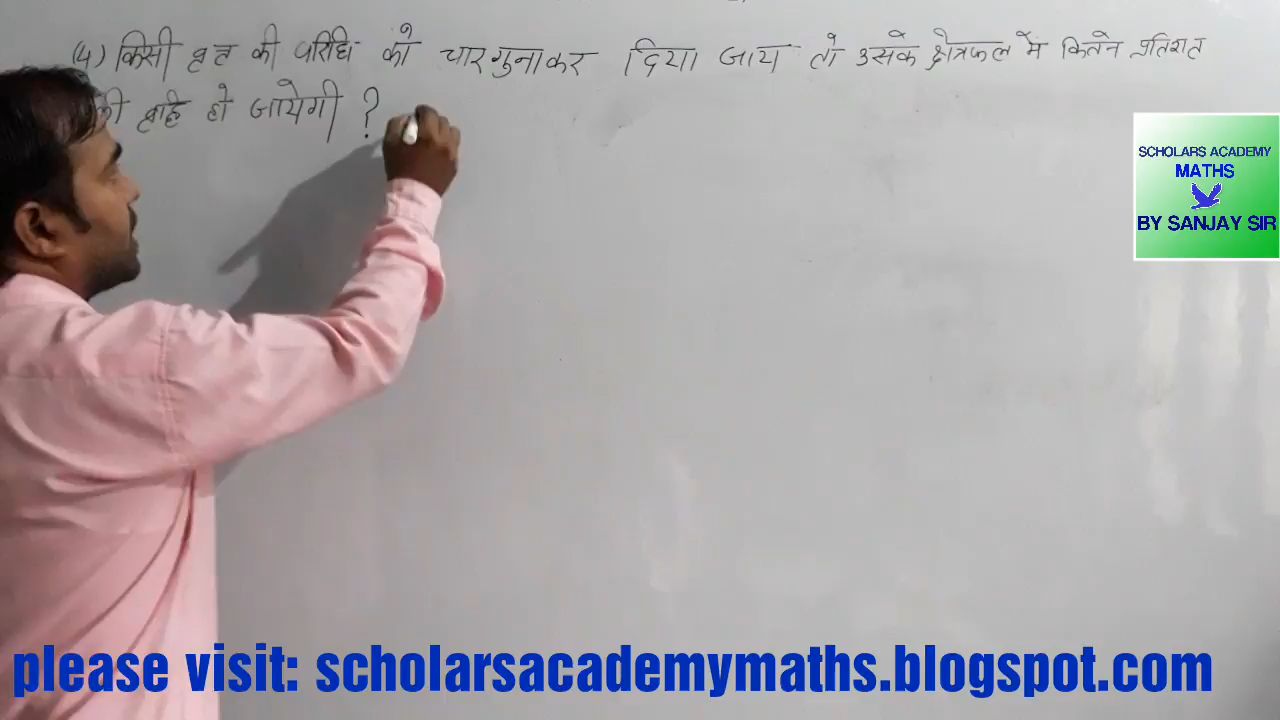 (4) किसी वृत्त की परिधि को चारगुनाकर दिया जाय तो उसके क्षेत्रफल में कितने प्रतिशत
की वृद्धि हो जायेगी ?
SCHOLARS ACADEMY
MATHS
BY SANJAY SIR
please visit: scholarsacademymaths.blogspot.com